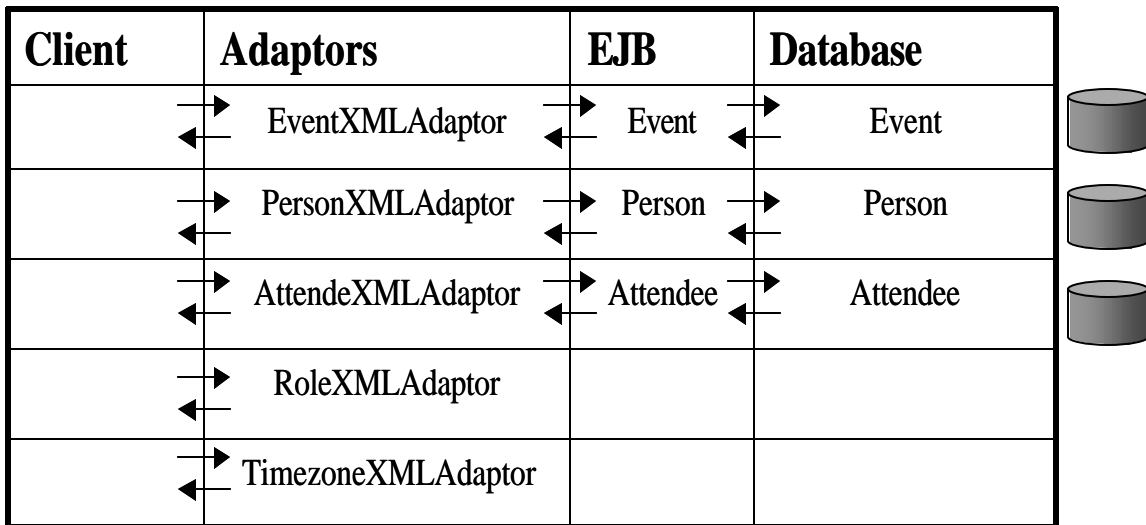 Client Adaptors EJB Database
EventXMLAdaptor Event Event
PersonXMLAdaptor Person Person
AttendeXMLAdaptor Attendee Attendee
RoleXMLAdaptor
TimezoneXMLAdaptor